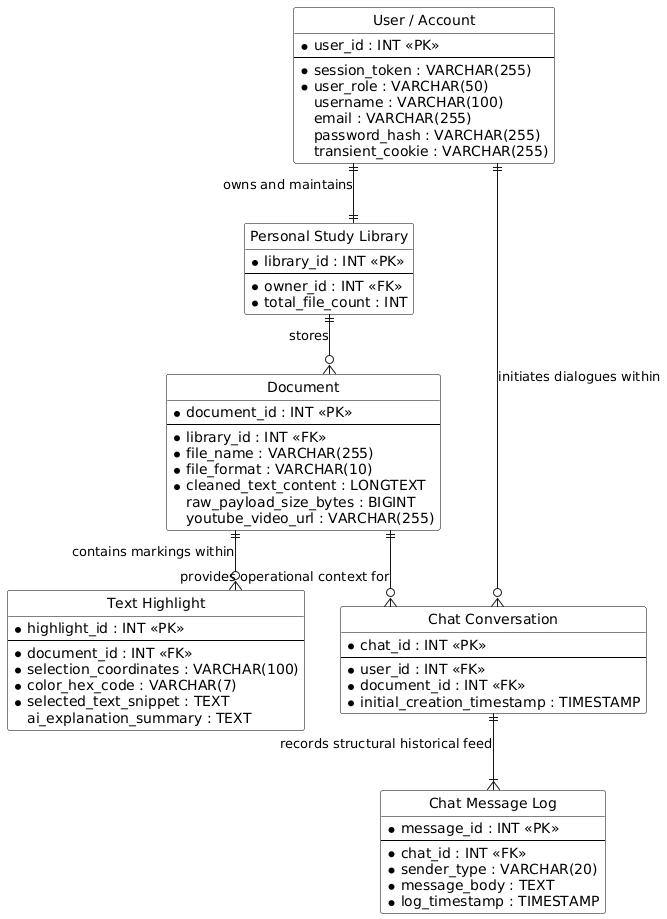 User / Account
user_id : INT «PK»
session_token : VARCHAR(255)
user_role : VARCHAR(50)
username : VARCHAR(100)
email : VARCHAR(255)
password_hash : VARCHAR(255)
transient_cookie : VARCHAR(255)
owns and maintains
Personal Study Library
library_id : INT «PK»
owner_id : INT «FK»
total_file_count : INT
stores
initiates dialogues within
Document
document_id : INT «PK»
library_id : INT «FK»
file_name : VARCHAR(255)
file_format : VARCHAR(10)
cleaned_text_content : LONGTEXT
raw_payload_size_bytes : BIGINT
youtube_video_url : VARCHAR(255)
contains markings within
provides operational context for
Text Highlight
highlight_id : INT «PK»
document_id : INT «FK»
selection_coordinates : VARCHAR(100)
color_hex_code : VARCHAR(7)
selected_text_snippet : TEXT
ai_explanation_summary : TEXT
Chat Conversation
chat_id : INT «PK»
user_id : INT «FK»
document_id : INT «FK»
initial_creation_timestamp : TIMESTAMP
records structural historical feed
Chat Message Log
message_id : INT «PK»
chat_id : INT «FK»
sender_type : VARCHAR(20)
message_body : TEXT
log_timestamp : TIMESTAMP